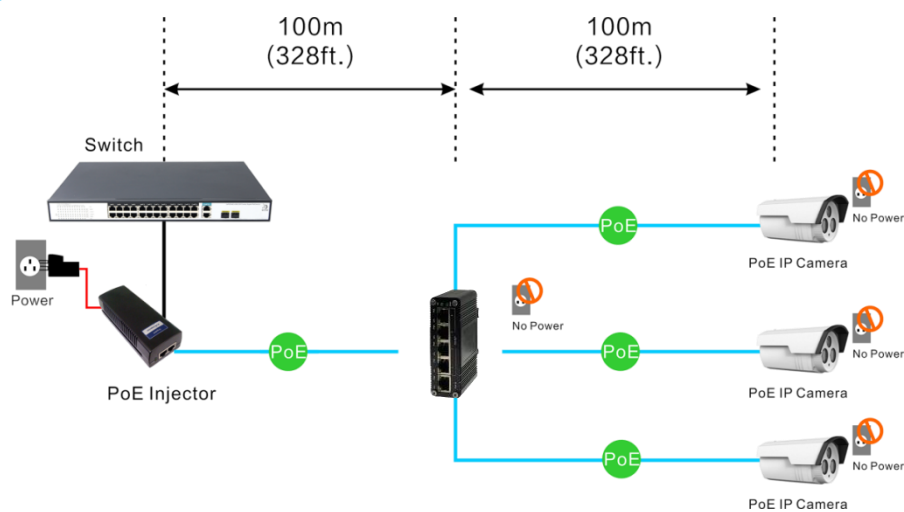 100m
(328ft.)
100m
(328ft.)
Switch
PoE
No Power
PoE IP Camera
Power
No Power
PoE
PoE
No Power
PoE Injector
PoE IP Camera
PoE
No Power
PoE IP Camera